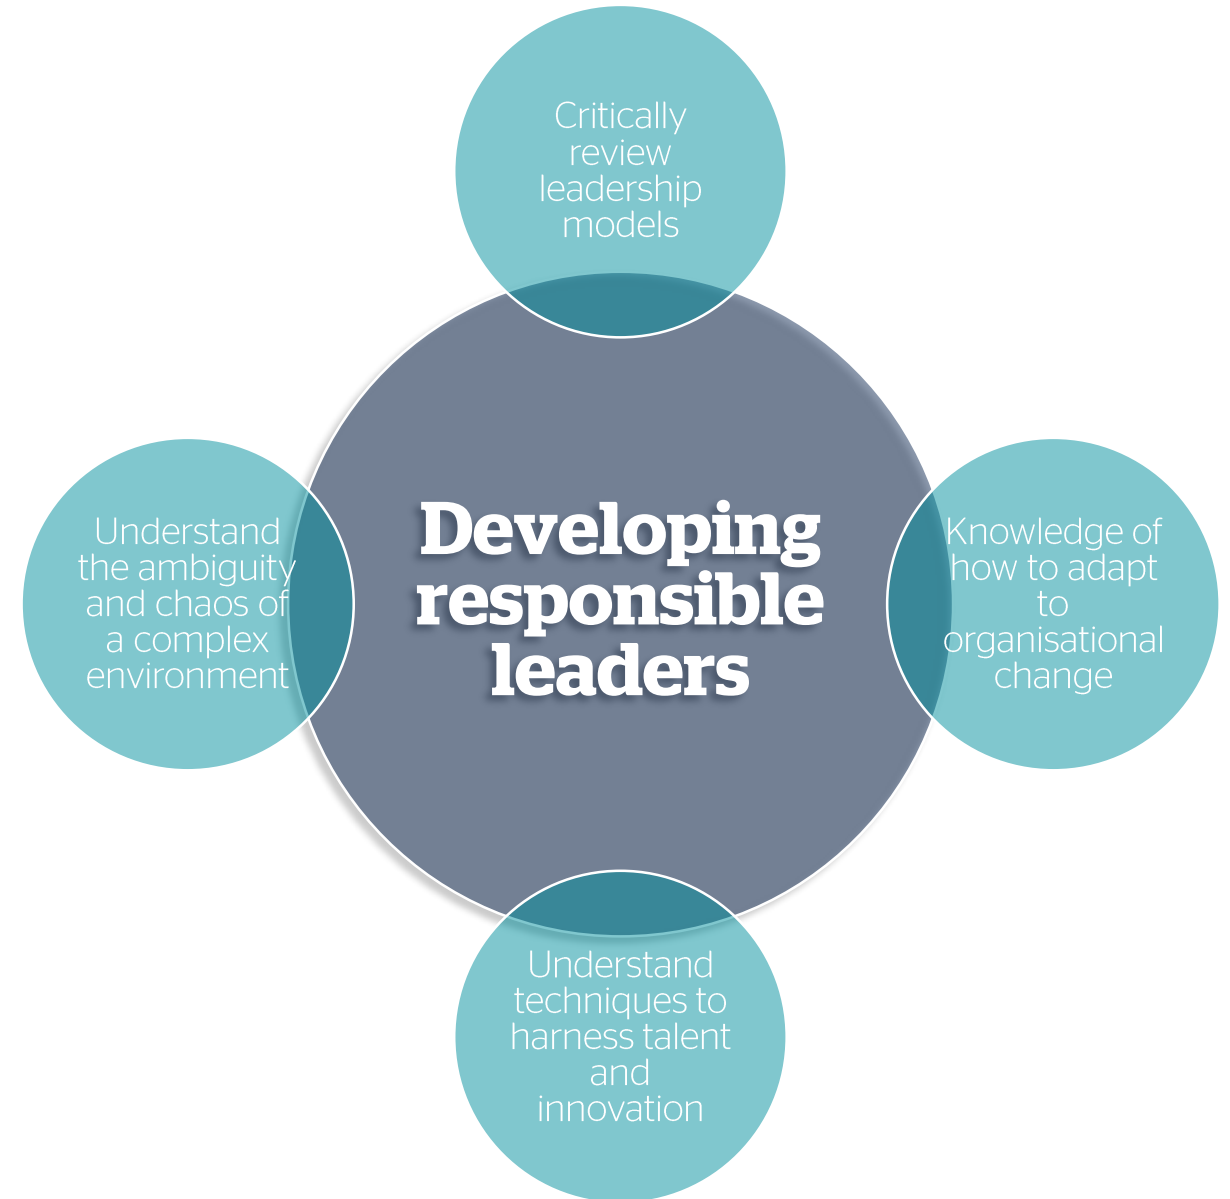 Critically
review
leadership
models
Understand
the ambiguity
and chaos of
a complex
environment
Developing
responsible
leaders
Knowledge of
how to adapt
to
organisational
change
Understand
techniques to
harness talent
and
innovation